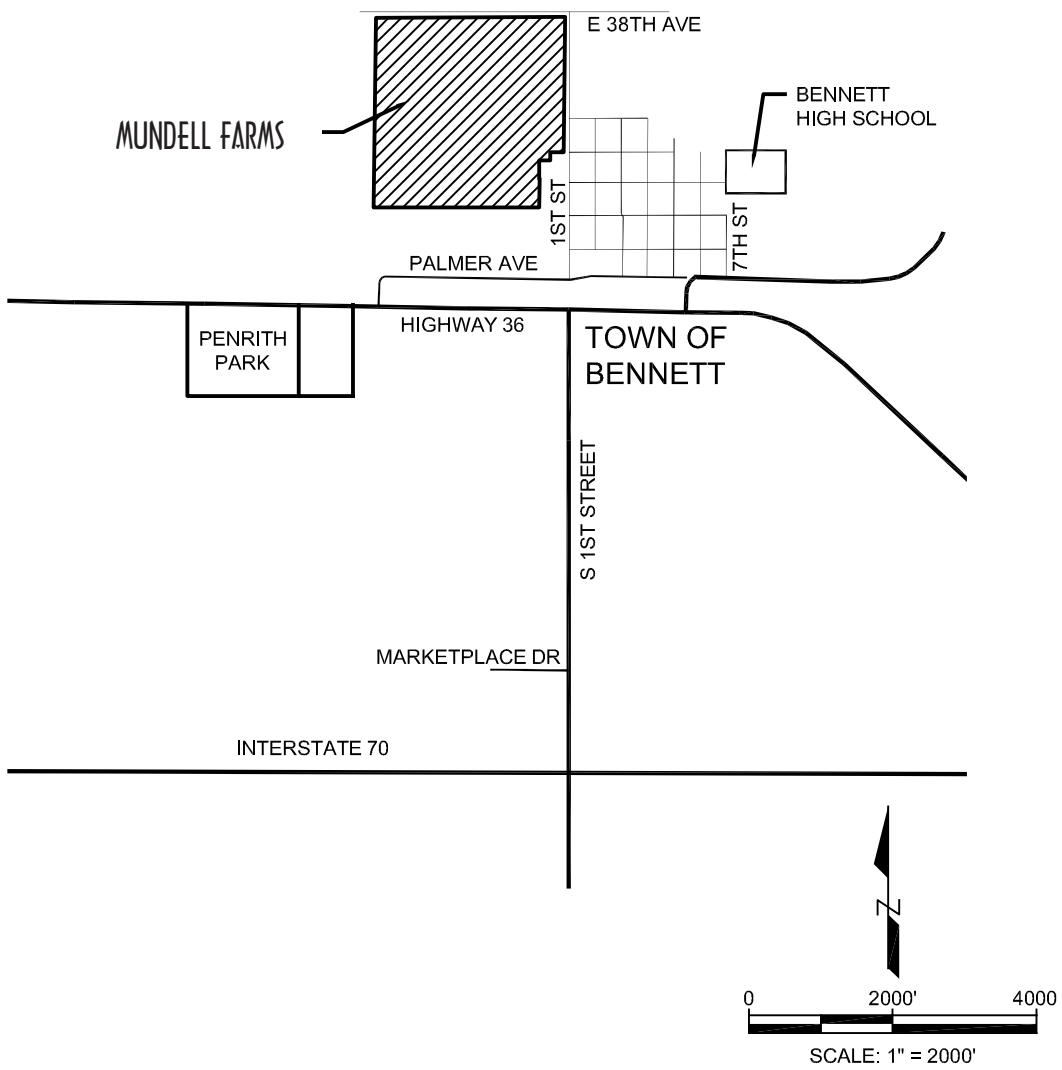 E 38TH AVE
BENNETT
HIGH SCHOOL
MUNDELL FARMS
1ST ST
7TH ST
PALMER AVE
HIGHWAY 36
PENRITH
PARK
TOWN OF
BENNETT
S 1ST STREET
MARKETPLACE DR
INTERSTATE 70
N
0 2000' 4000
SCALE: 1" = 2000'